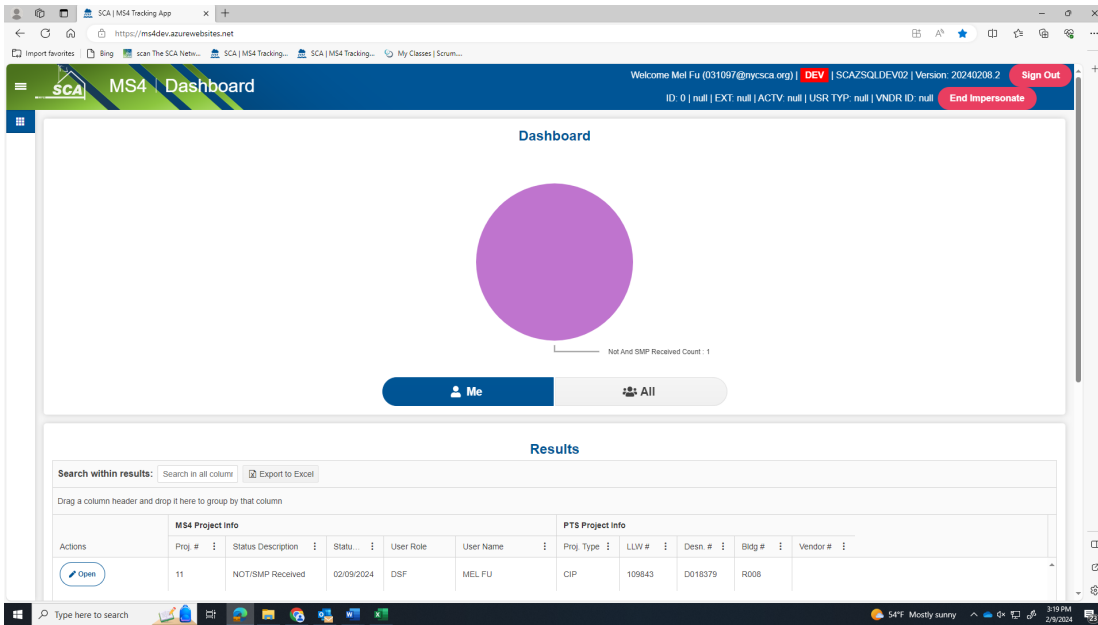 SCA | MS4 Tracking App
https://ms4dev.azurewebsites.net
Import favorites
Bing
scan The SCA Netw...
SCA | MS4 Tracking...
SCA | MS4 Tracking...
My Classes | Scrum...
SCA
MS4 | Dashboard
Welcome Mel Fu (031097@nycsca.org) | DEV | SCAZSQLDEV02 | Version: 20240208.2
Sign Out
ID: 0 | null | EXT: null | ACTV: null | USR TYP: null | VNDR ID: null
End Impersonate
Dashboard
Not And SMP Received Count : 1
Me
All
Results
Search within results: Search in all colum
Export to Excel
Drag a column header and drop it here to group by that column
MS4 Project Info PTS Project Info
Actions Proj. # Status Description Statu... User Role User Name Proj. Type LLW # Desn. # Bldg # Vendor #
Open 11 NOT/SMP Received 02/09/2024 DSF MEL FU CIP 109843 D018379 R008
Type here to search
54°F Mostly sunny
3:19 PM
2/9/2024
23